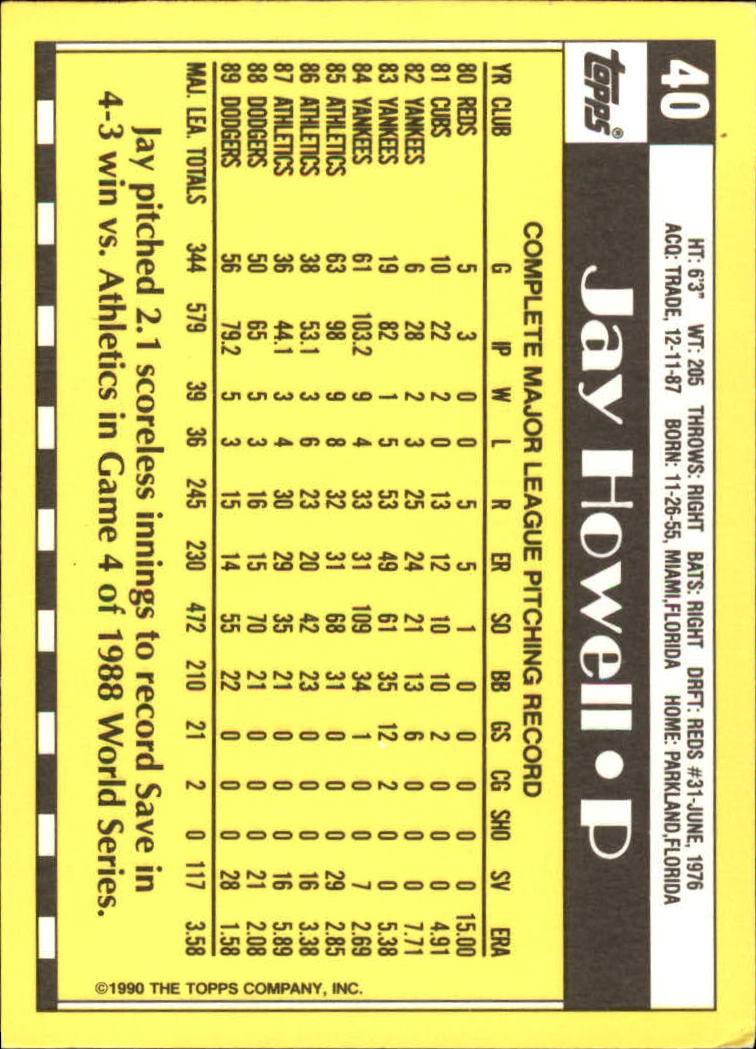 40
HT: 6'3" WT: 205 THROWS: RIGHT BATS: RIGHT DRFT: REDS #31-JUNE, 1976
ACQ: TRADE, 12-11-87 BORN: 11-26-55, MIAMI, FLORIDA HOME: PARKLAND, FLORIDA
topps®
Jay Howell • P
COMPLETE MAJOR LEAGUE PITCHING RECORD
YR CLUB G IP W L R ER SO BB GS CG SHO SV ERA
80 REDS 5 3 0 0 5 5 1 0 0 0 0 0 15.00
81 CUBS 10 22 2 0 13 12 10 10 2 0 0 0 4.91
82 YANKEES 6 28 2 3 25 24 21 13 6 0 0 0 7.71
83 YANKEES 19 82 1 5 53 49 61 35 12 2 0 0 5.38
84 YANKEES 61 103.2 9 4 33 31 109 34 1 0 0 7 2.69
85 ATHLETICS 63 98 9 8 32 31 68 31 0 0 0 29 2.85
86 ATHLETICS 38 53.1 3 6 23 20 42 23 0 0 0 16 3.38
87 ATHLETICS 36 44.1 3 4 30 29 35 21 0 0 0 16 5.89
88 DODGERS 50 65 5 3 16 15 70 21 0 0 0 21 2.08
89 DODGERS 56 79.2 5 3 15 14 55 22 0 0 0 28 1.58
MAJ. LEA. TOTALS 344 579 39 36 245 230 472 210 21 2 0 117 3.58
Jay pitched 2.1 scoreless innings to record Save in
4-3 win vs. Athletics in Game 4 of 1988 World Series.
©1990 THE TOPPS COMPANY, INC.